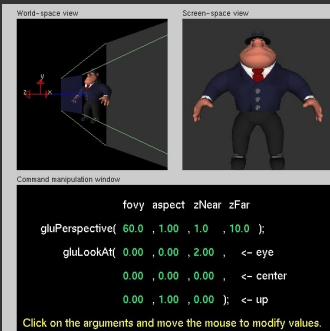 World-space view
Screen-space view
y
z
x
Command manipulation window
fovy aspect zNear zFar
gluPerspective( 60.0 , 1.00 , 1.0 , 10.0 );
gluLookAt( 0.00 , 0.00 , 2.00 , <- eye
0.00 , 0.00 , 0.00 , <- center
0.00 , 1.00 , 0.00 ); <- up
Click on the arguments and move the mouse to modify values.